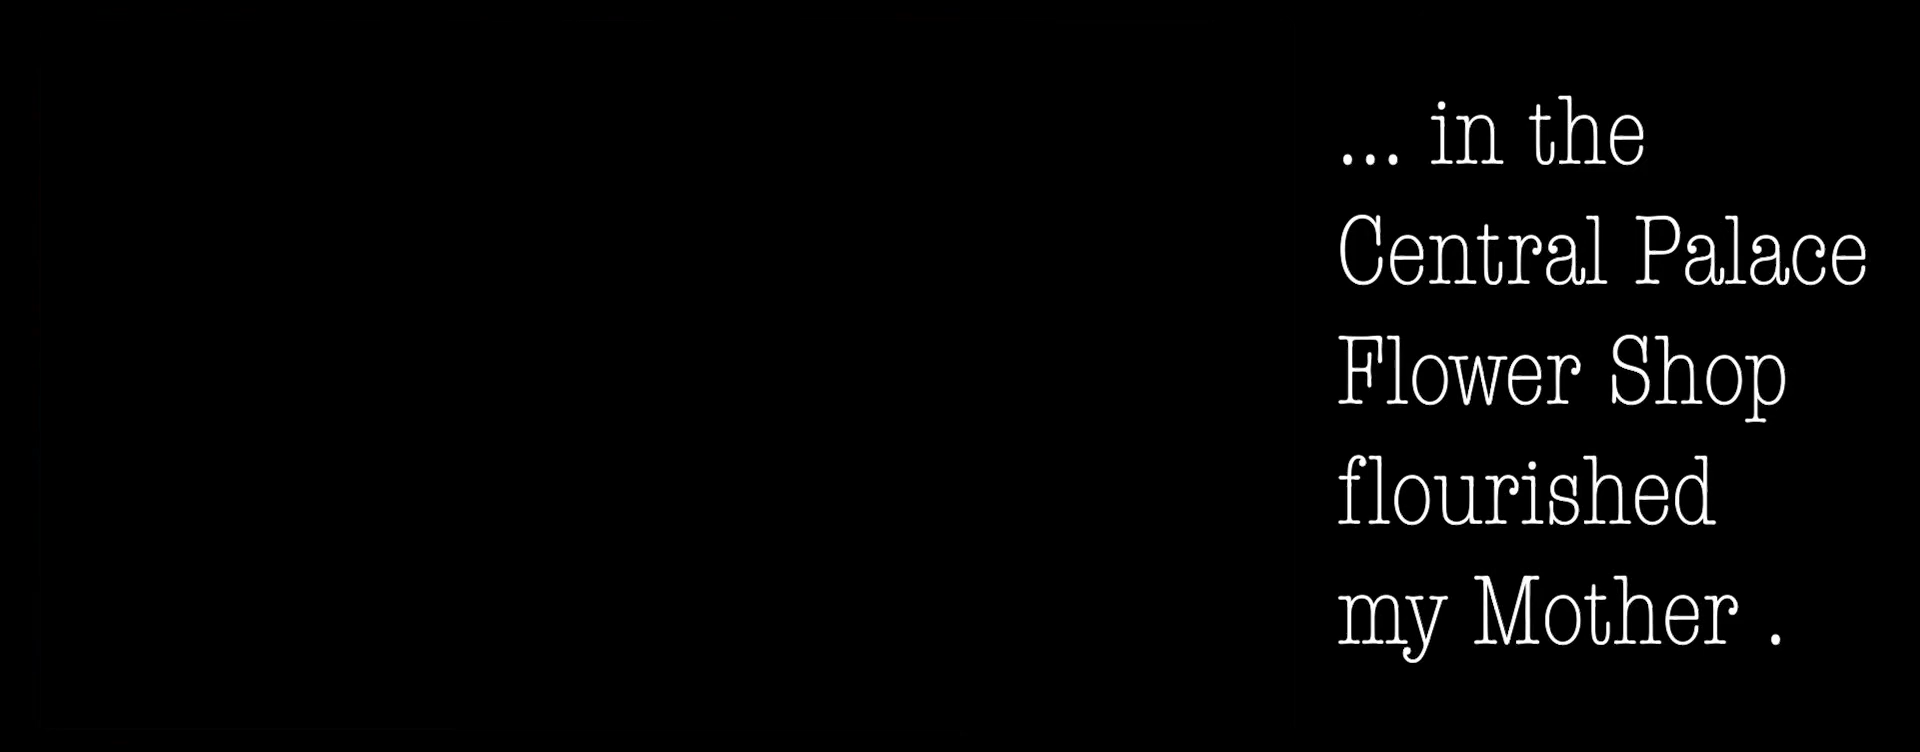 ... in the
Central Palace
Flower Shop
flourished
my Mother .